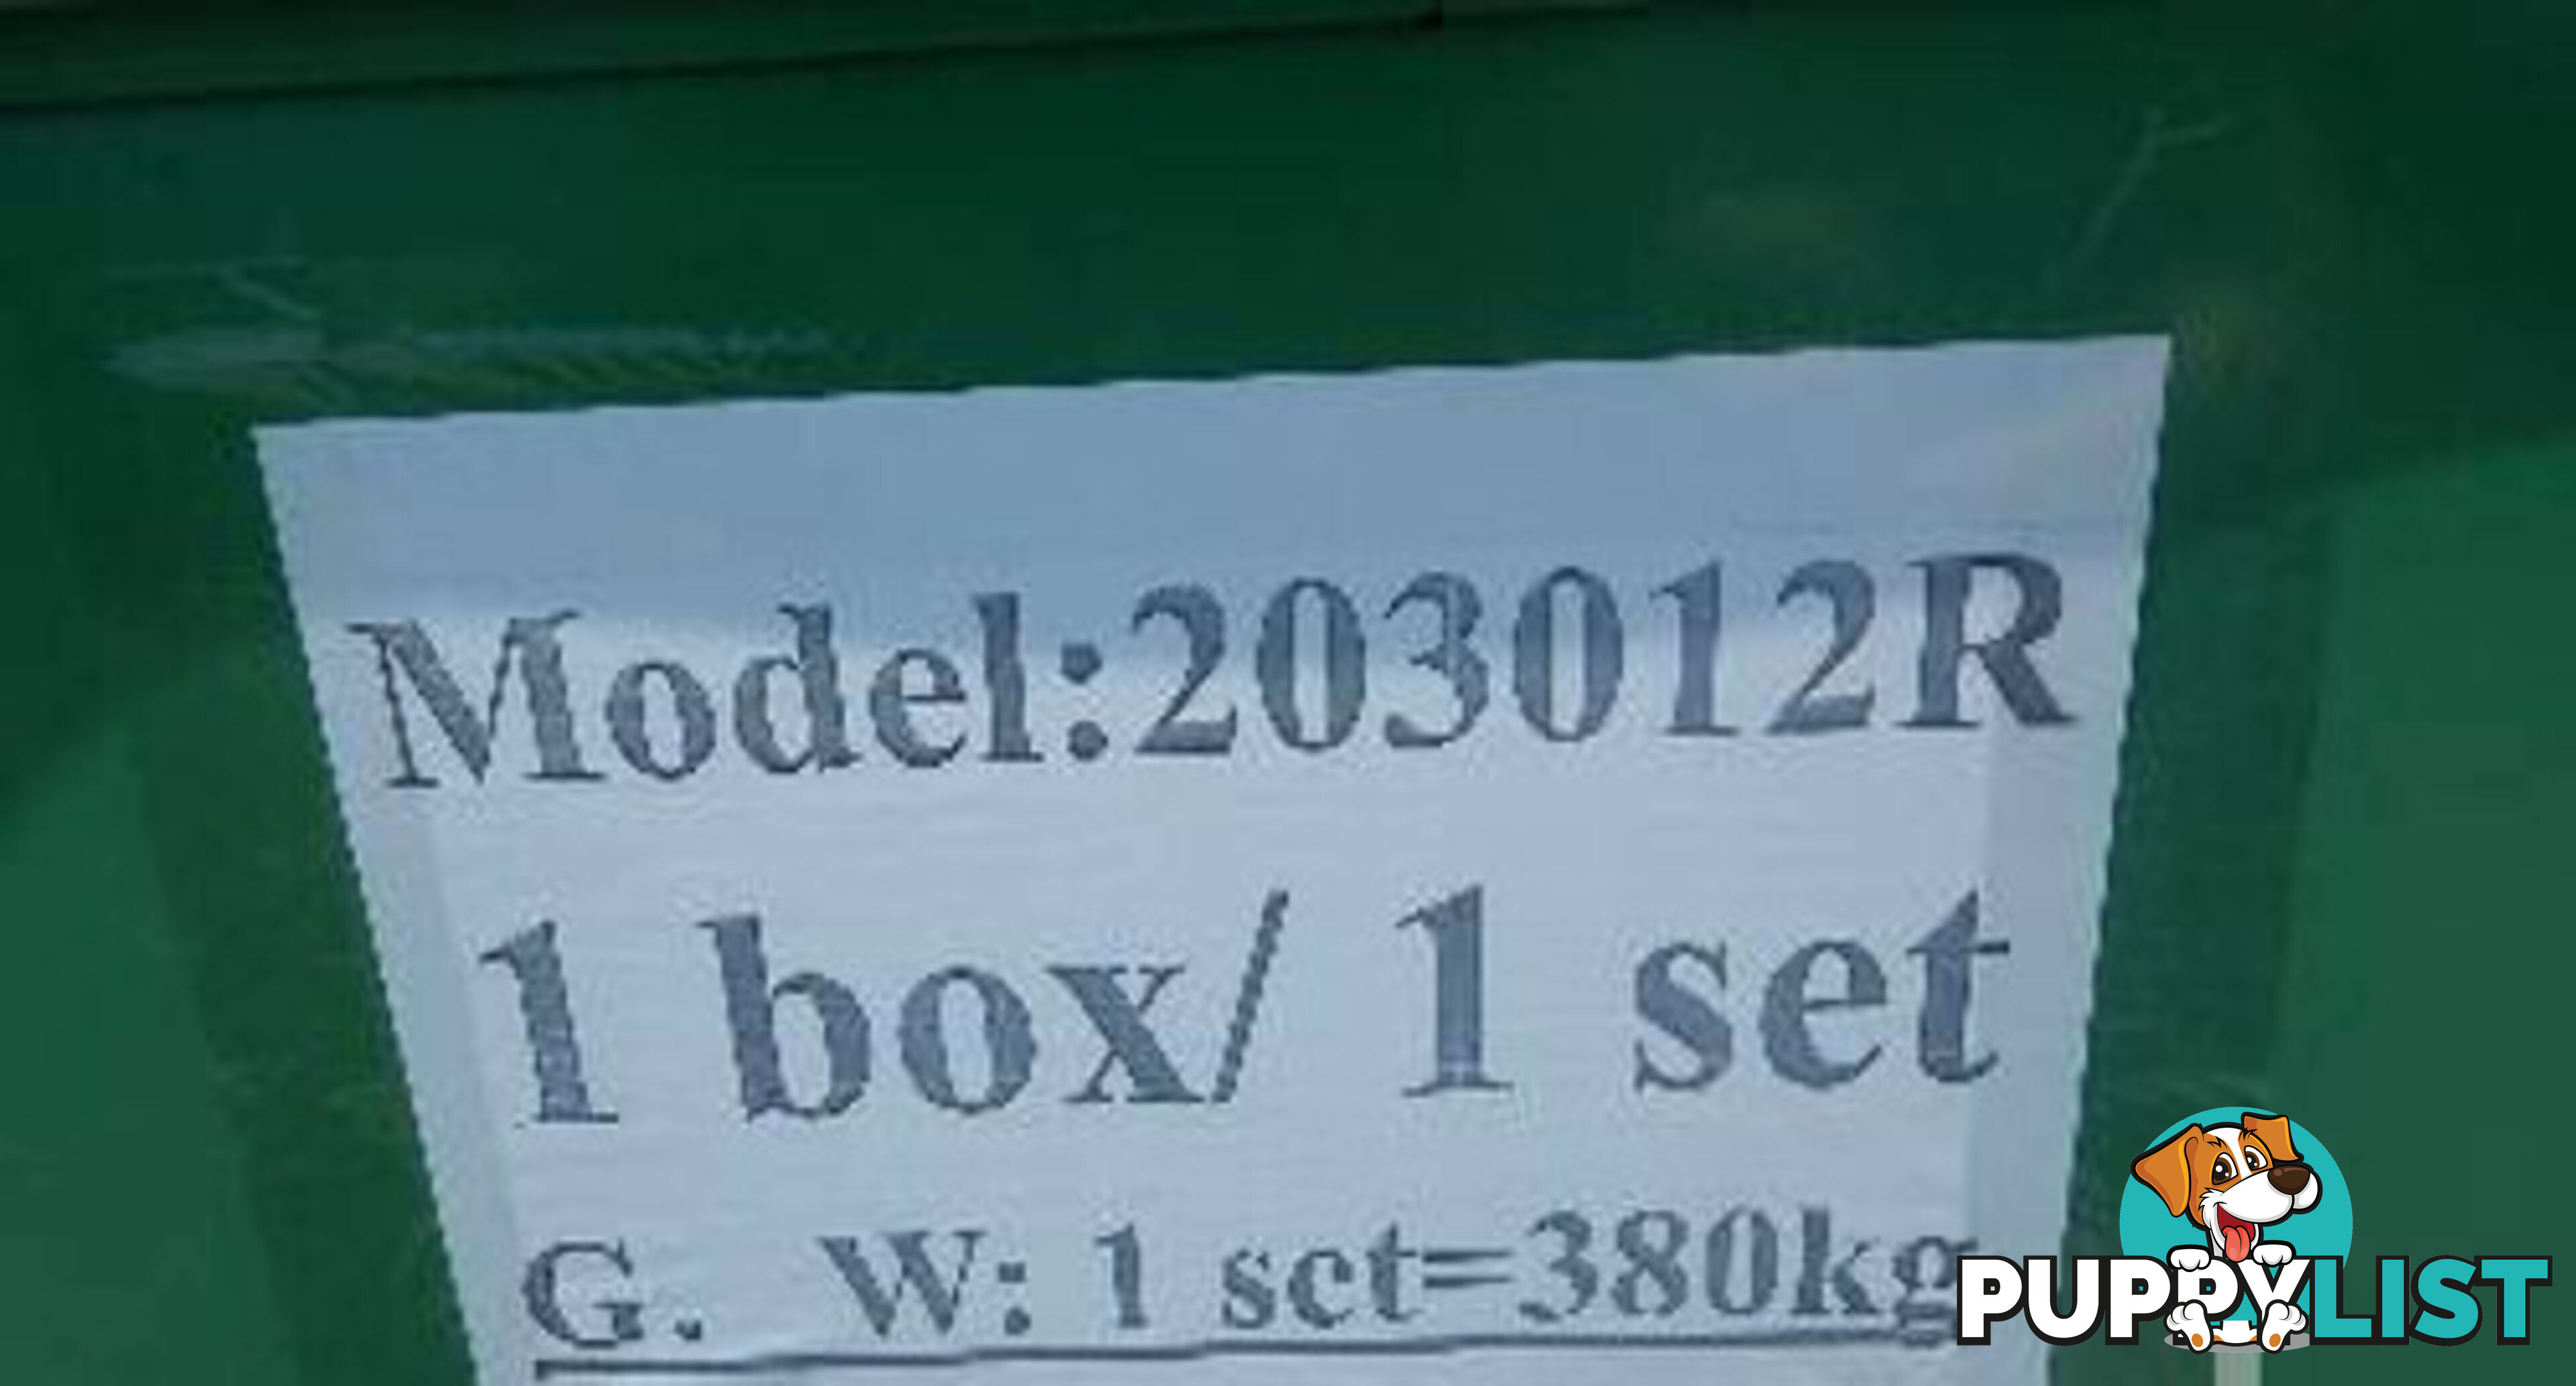 Model:203012R
1 box/ 1 set
G. W: 1 set=380kg
PUPPYLIST